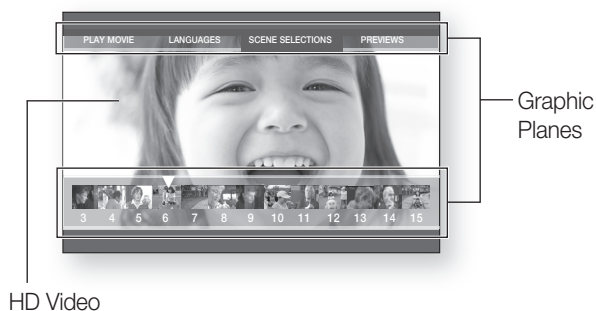 PLAY MOVIE LANGUAGES SCENE SELECTIONS PREVIEWS
Graphic
Planes
3 4 5 6 7 8 9 10 11 12 13 14 15
HD Video